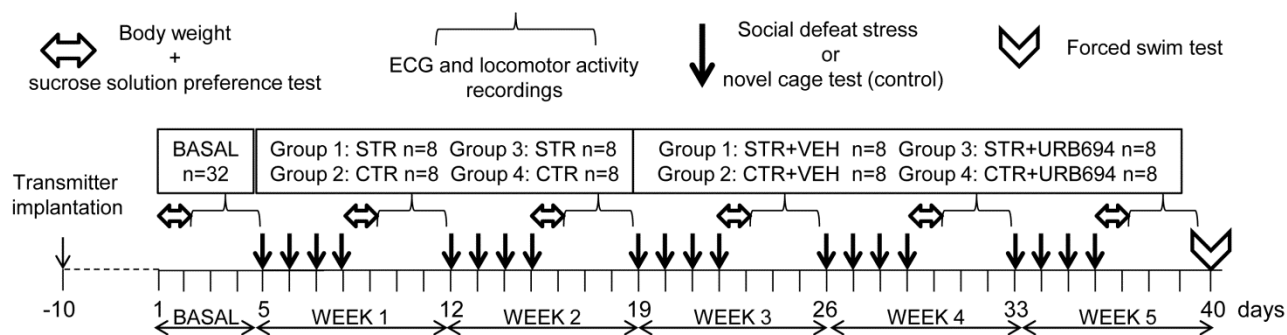 Body weight
+
sucrose solution preference test
ECG and locomotor activity
recordings
Social defeat stress
or
novel cage test (control)
Forced swim test
Transmitter
implantation
BASAL
n=32
Group 1: STR n=8 Group 3: STR n=8
Group 2: CTR n=8 Group 4: CTR n=8
Group 1: STR+VEH n=8 Group 3: STR+URB694 n=8
Group 2: CTR+VEH n=8 Group 4: CTR+URB694 n=8
-10 1 5 12 19 26 33 40 days
BASAL WEEK 1 WEEK 2 WEEK 3 WEEK 4 WEEK 5